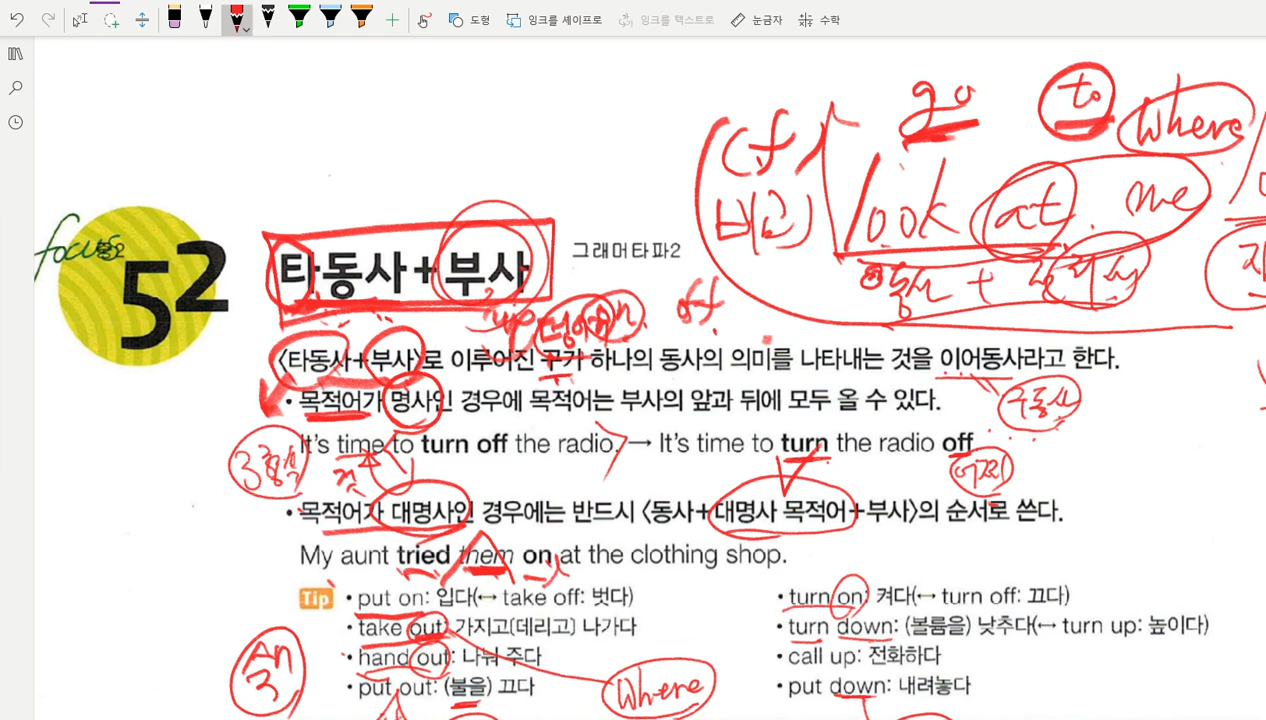 도형 잉크를 셰이프로 잉크를 텍스트로 눈금자 수학
go to where
(cf
비교) look at me
동사 + 전치사
focus 52
타동사+부사 그래머타파2
up on off
〈타동사+부사〉로 이루어진 구가 하나의 동사의 의미를 나타내는 것을 이어동사라고 한다.
구동사
• 목적어가 명사인 경우에 목적어는 부사의 앞과 뒤에 모두 올 수 있다.
It's time to turn off the radio. → It's time to turn the radio off.
3형식
• 목적어가 대명사인 경우에는 반드시 〈동사+대명사 목적어+부사〉의 순서로 쓴다.
My aunt tried them on at the clothing shop.
Tip • put on: 입다(↔ take off: 벗다)
• take out: 가지고[데리고] 나가다
• hand out: 나눠 주다
• put out: (불을) 끄다
where
• turn on: 켜다(↔ turn off: 끄다)
• turn down: (볼륨을) 낮추다(↔ turn up: 높이다)
• call up: 전화하다
• put down: 내려놓다